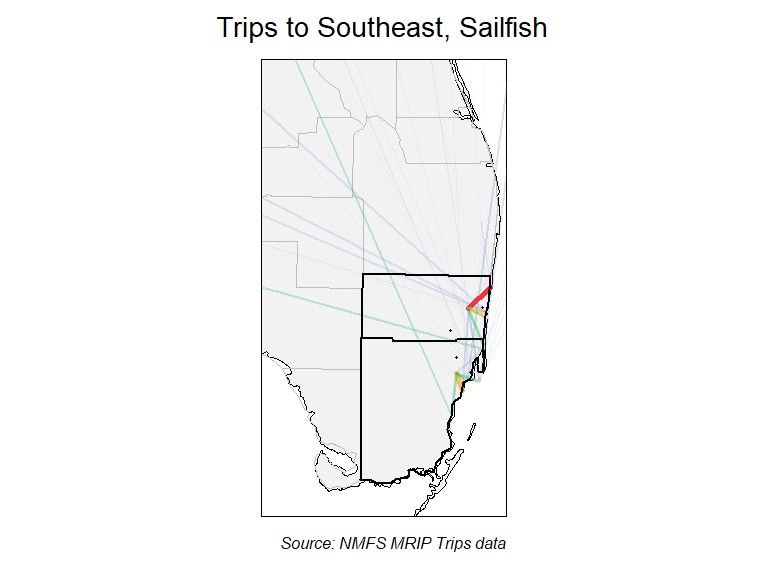 Trips to Southeast, Sailfish
Source: NMFS MRIP Trips data